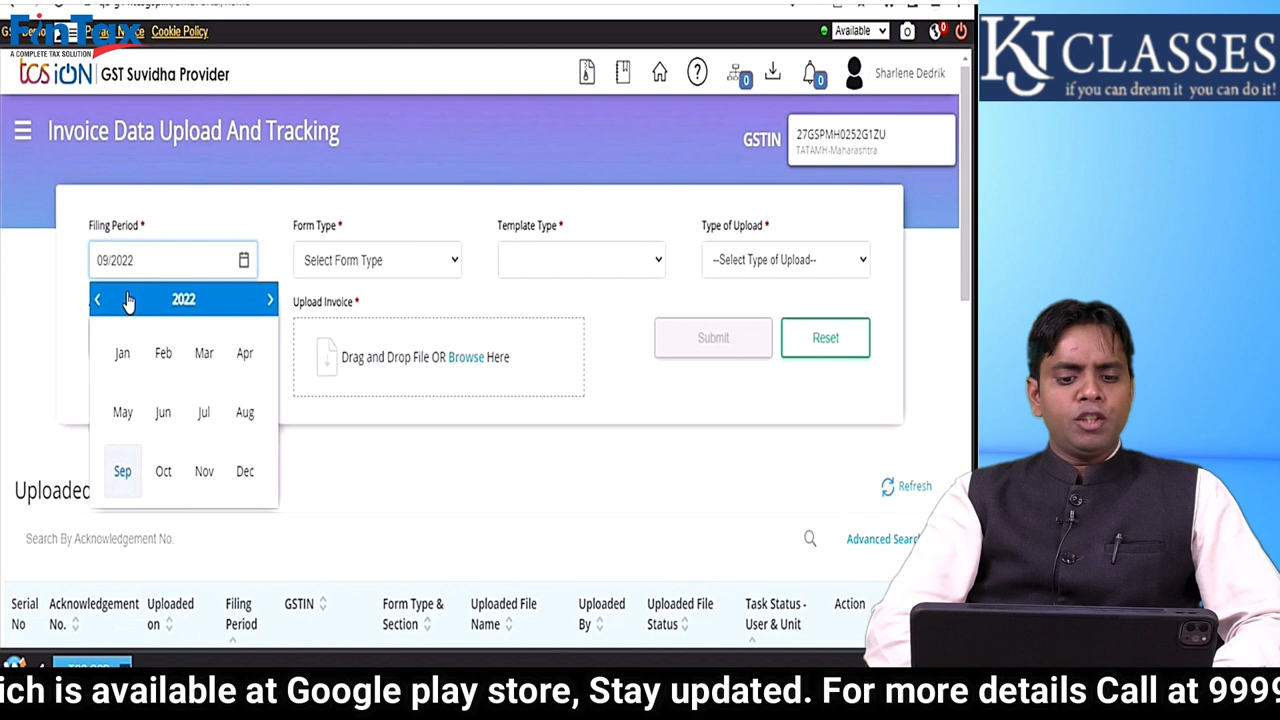 FinTax
A COMPLETE TAX SOLUTION
Cookie Policy
Available
0
tcs iON | GST Suvidha Provider
0
0
Sharlene Dedrik
KJ CLASSES
if you can dream it you can do it!
Invoice Data Upload And Tracking
GSTIN
27GSPMH0252G1ZU
TATAMH-Maharashtra
Filing Period *
Form Type *
Template Type *
Type of Upload *
09/2022
Select Form Type
--Select Type of Upload--
2022
Upload Invoice *
Jan Feb Mar Apr
Drag and Drop File OR Browse Here
Submit
Reset
May Jun Jul Aug
Sep Oct Nov Dec
Uploaded
Refresh
Search By Acknowledgement No.
Advanced Search
Serial No
Acknowledgement No.
Uploaded on
Filing Period
GSTIN
Form Type & Section
Uploaded File Name
Uploaded By
Uploaded File Status
Task Status - User & Unit
Action
ich is available at Google play store, Stay updated. For more details Call at 9999